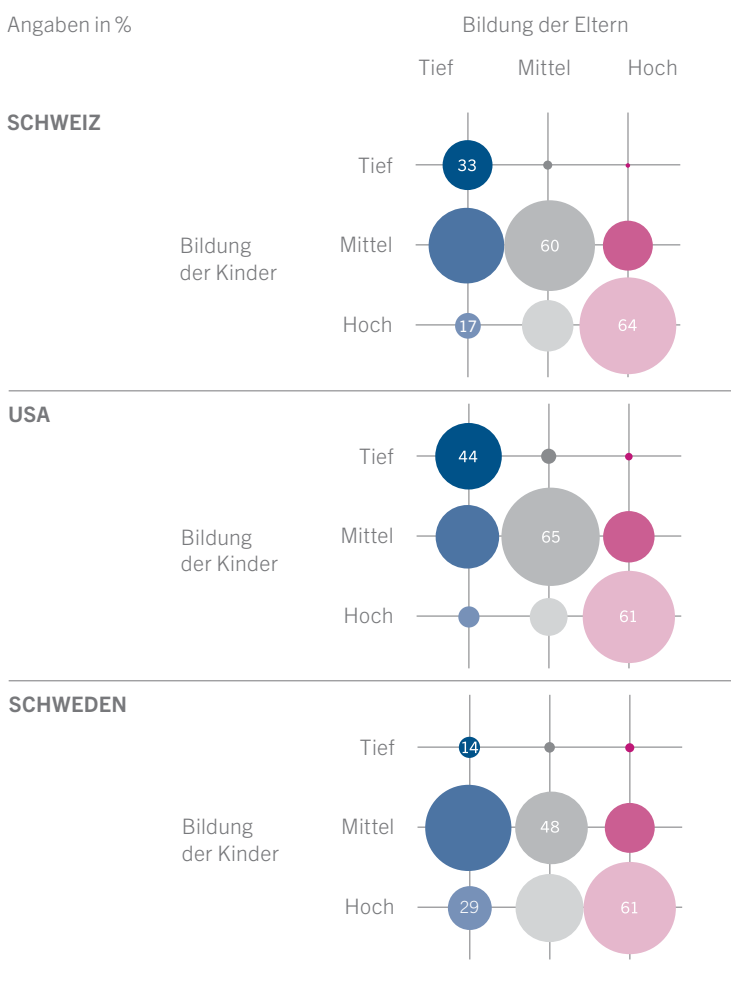 Angaben in %
Bildung der Eltern
Tief Mittel Hoch
SCHWEIZ
Tief 33
Bildung
der Kinder
Mittel 60
Hoch 17 64
USA
Tief 44
Bildung
der Kinder
Mittel 65
Hoch 61
SCHWEDEN
Tief 14
Bildung
der Kinder
Mittel 48
Hoch 29 61